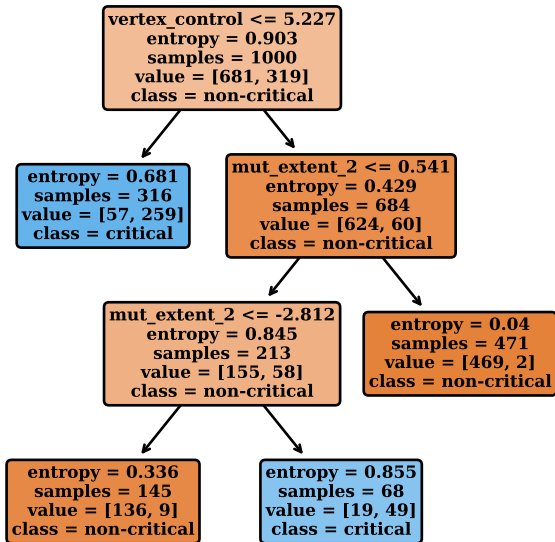 vertex_control <= 5.227
entropy = 0.903
samples = 1000
value = [681, 319]
class = non-critical
entropy = 0.681
samples = 316
value = [57, 259]
class = critical
mut_extent_2 <= 0.541
entropy = 0.429
samples = 684
value = [624, 60]
class = non-critical
mut_extent_2 <= -2.812
entropy = 0.845
samples = 213
value = [155, 58]
class = non-critical
entropy = 0.04
samples = 471
value = [469, 2]
class = non-critical
entropy = 0.336
samples = 145
value = [136, 9]
class = non-critical
entropy = 0.855
samples = 68
value = [19, 49]
class = critical